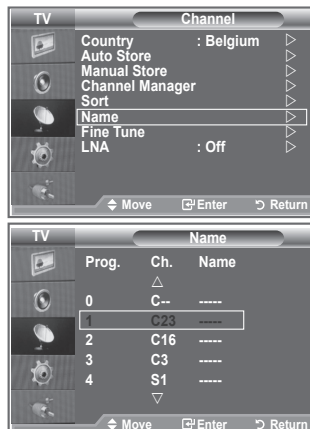 TV Channel
Country : Belgium
Auto Store
Manual Store
Channel Manager
Sort
Name
Fine Tune
LNA : Off
Move Enter Return
TV Name
Prog. Ch. Name
0 C-- -----
1 C23 -----
2 C16 -----
3 C3 -----
4 S1 -----
Move Enter Return